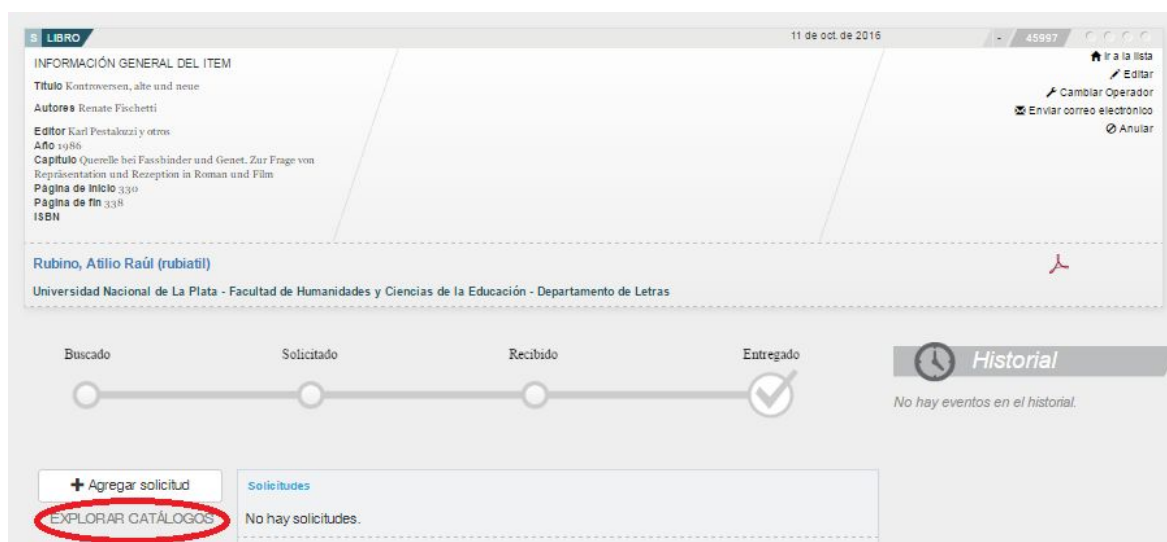 S LIBRO
11 de oct. de 2016
- 45997
INFORMACIÓN GENERAL DEL ITEM
Título Kontroversen, alte und neue
Autores Renate Fischetti
Editor Karl Pestalozzi y otros
Año 1986
Capítulo Querelle bei Fassbinder und Genet. Zur Frage von
Repräsentation und Rezeption in Roman und Film
Página de Inicio 330
Página de fin 338
ISBN
Ir a la lista
Editar
Cambiar Operador
Enviar correo electrónico
Anular
Rubino, Atilio Raúl (rubiatil)
Universidad Nacional de La Plata - Facultad de Humanidades y Ciencias de la Educación - Departamento de Letras
Buscado
Solicitado
Recibido
Entregado
Historial
No hay eventos en el historial.
Agregar solicitud
EXPLORAR CATÁLOGOS
Solicitudes
No hay solicitudes.